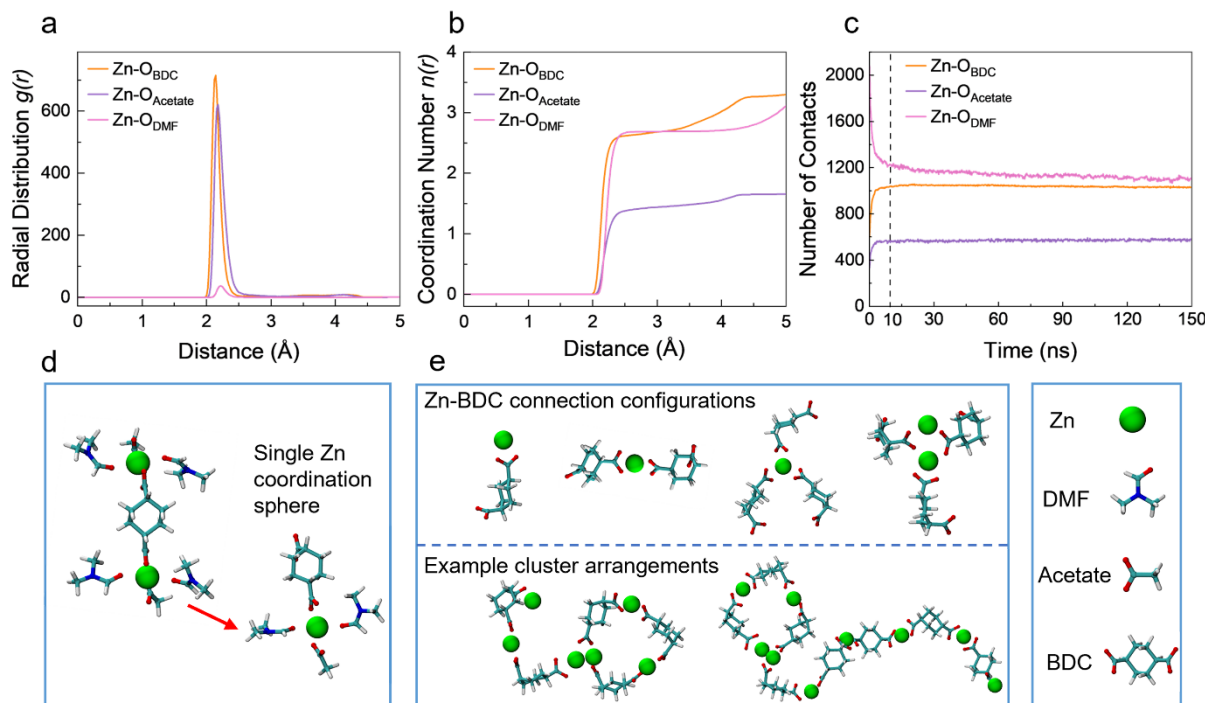 a
Radial Distribution g(r)
600
400
200
0
Zn-OBDC
Zn-OAcetate
Zn-ODMF
0 1 2 3 4 5
Distance (Å)
b
Coordination Number n(r)
4
3
2
1
0
Zn-OBDC
Zn-OAcetate
Zn-ODMF
0 1 2 3 4 5
Distance (Å)
c
Number of Contacts
2000
1600
1200
800
400
0
Zn-OBDC
Zn-OAcetate
Zn-ODMF
0 10 30 60 90 120 150
Time (ns)
d
Single Zn
coordination
sphere
e
Zn-BDC connection configurations
Example cluster arrangements
Zn
DMF
Acetate
BDC